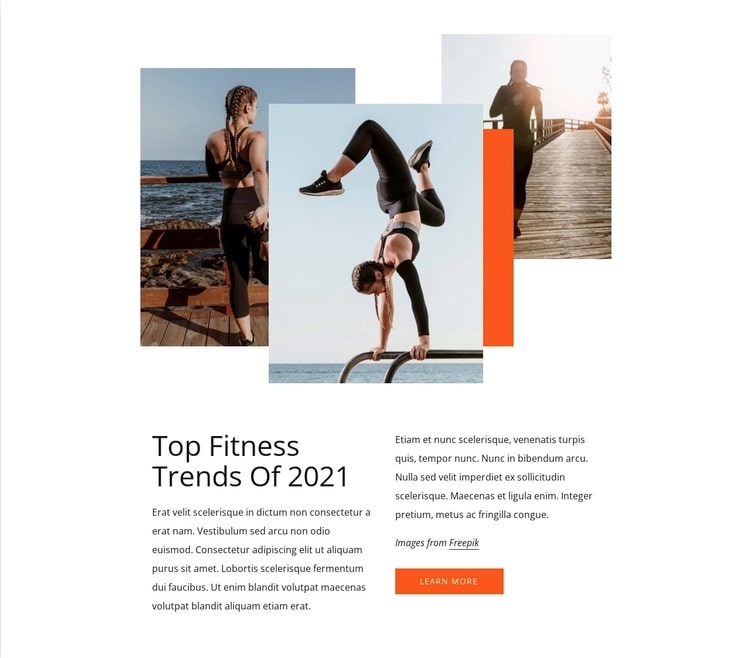 Top Fitness
Trends Of 2021
Erat velit scelerisque in dictum non consectetur a
erat nam. Vestibulum sed arcu non odio
euismod. Consectetur adipiscing elit ut aliquam
purus sit amet. Lobortis scelerisque fermentum
dui faucibus. Ut enim blandit volutpat maecenas
volutpat blandit aliquam etiam erat.
Etiam et nunc scelerisque, venenatis turpis
quis, tempor nunc. Nunc in bibendum arcu.
Nulla sed velit imperdiet ex sollicitudin
scelerisque. Maecenas et ligula enim. Integer
pretium, metus ac fringilla congue.
Images from Freepik
LEARN MORE